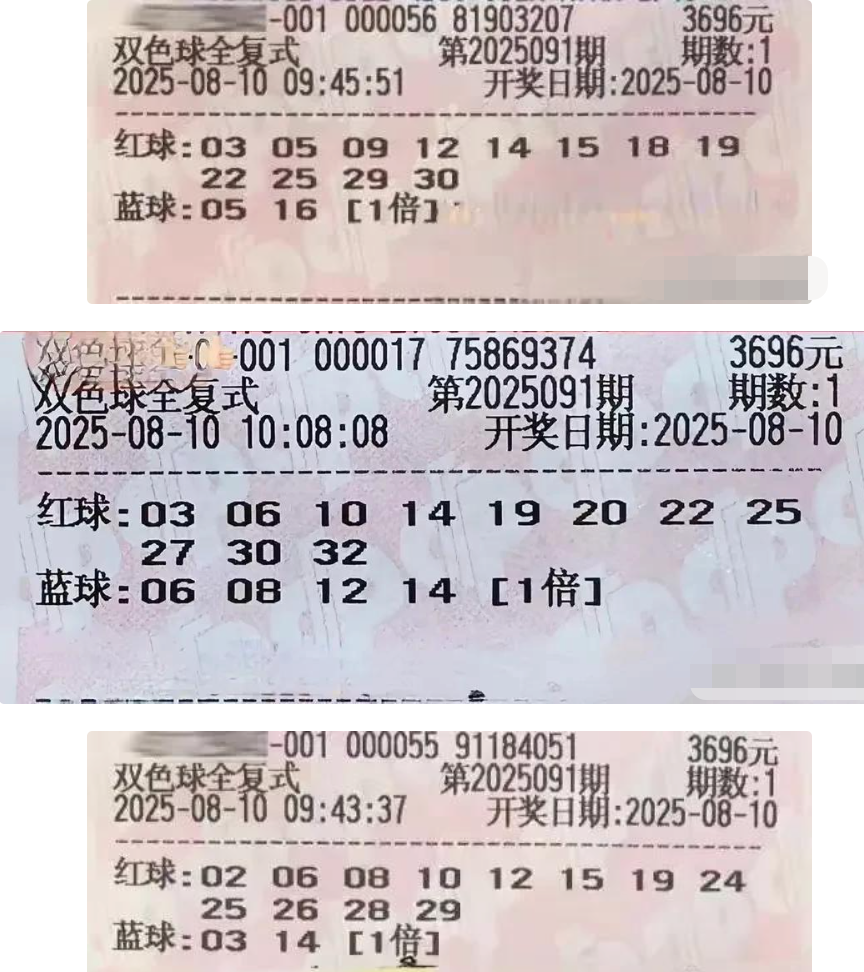 -001 000056 81903207 3696元
双色球全复式 第2025091期 期数:1
2025-08-10 09:45:51 开奖日期:2025-08-10
红球:03 05 09 12 14 15 18 19
22 25 29 30
蓝球:05 16 [1倍]
-001 000017 75869374 3696元
双色球全复式 第2025091期 期数:1
2025-08-10 10:08:08 开奖日期:2025-08-10
红球:03 06 10 14 19 20 22 25
27 30 32
蓝球:06 08 12 14 [1倍]
-001 000055 91184051 3696元
双色球全复式 第2025091期 期数:1
2025-08-10 09:43:37 开奖日期:2025-08-10
红球:02 06 08 10 12 15 19 24
25 26 28 29
蓝球:03 14 [1倍]